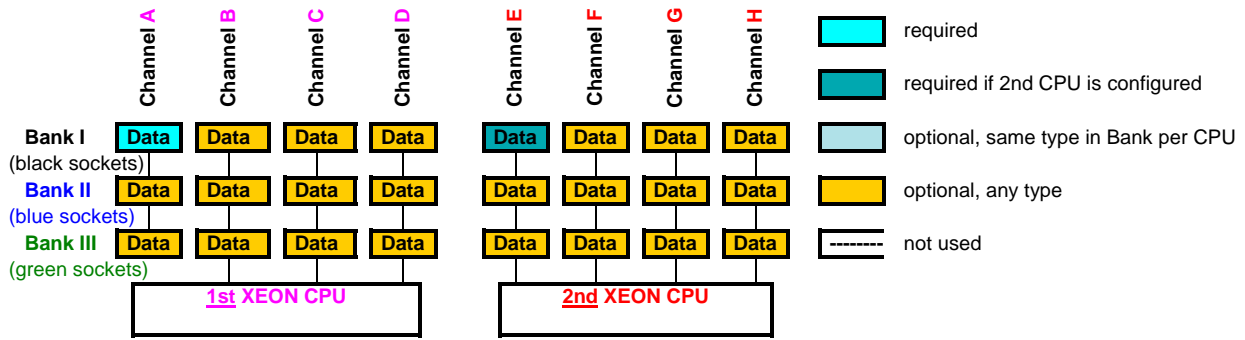 Channel A
Channel B
Channel C
Channel D
Channel E
Channel F
Channel G
Channel H
required
required if 2nd CPU is configured
Bank I
Data Data Data Data Data Data Data Data
optional, same type in Bank per CPU
(black sockets)
Bank II
Data Data Data Data Data Data Data Data
optional, any type
(blue sockets)
Bank III
Data Data Data Data Data Data Data Data
-------- not used
(green sockets)
1st XEON CPU
2nd XEON CPU